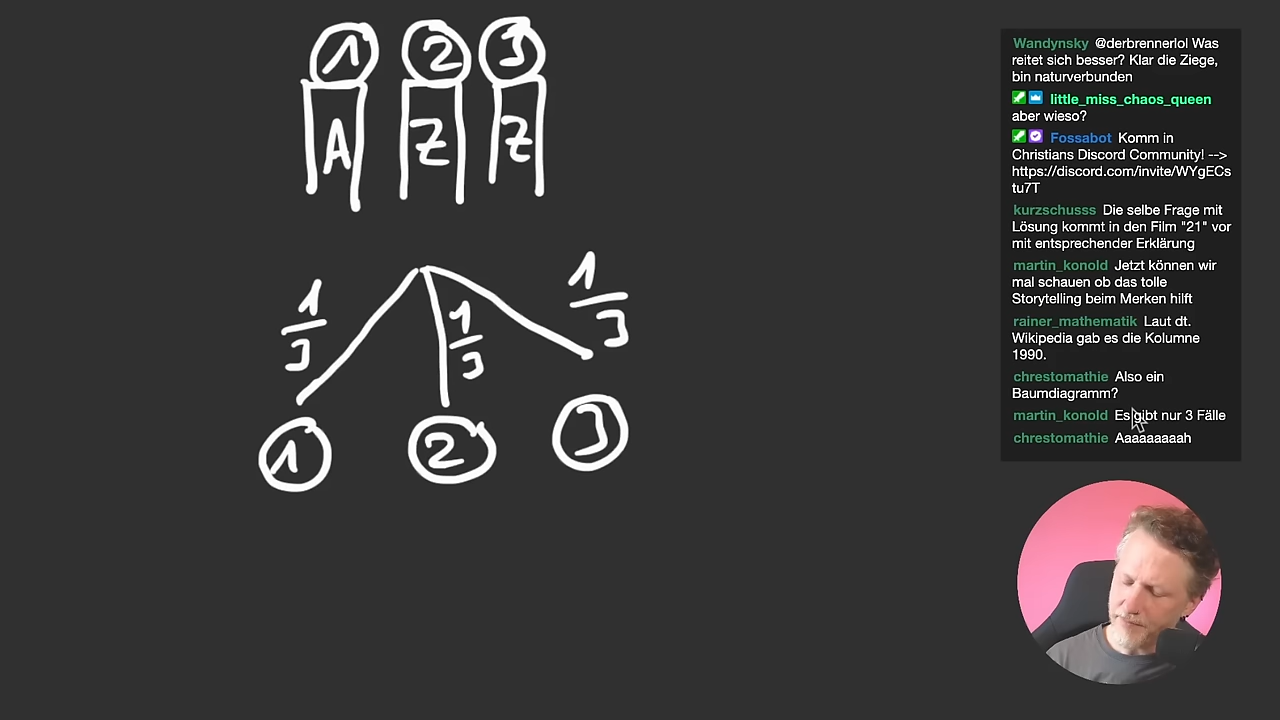 1 2 3
A Z Z
1/3 1/3 1/3
1 2 3
Wandynsky @derbrennerlol Was
reitet sich besser? Klar die Ziege,
bin naturverbunden
little_miss_chaos_queen
aber wieso?
Fossabot Komm in
Christians Discord Community! -->
https://discord.com/invite/WYgECs
tu7T
kurzschusss Die selbe Frage mit
Lösung kommt in den Film "21" vor
mit entsprechender Erklärung
martin_konold Jetzt können wir
mal schauen ob das tolle
Storytelling beim Merken hilft
rainer_mathematik Laut dt.
Wikipedia gab es die Kolumne
1990.
chrestomathie Also ein
Baumdiagramm?
martin_konold Es gibt nur 3 Fälle
chrestomathie Aaaaaaaaah